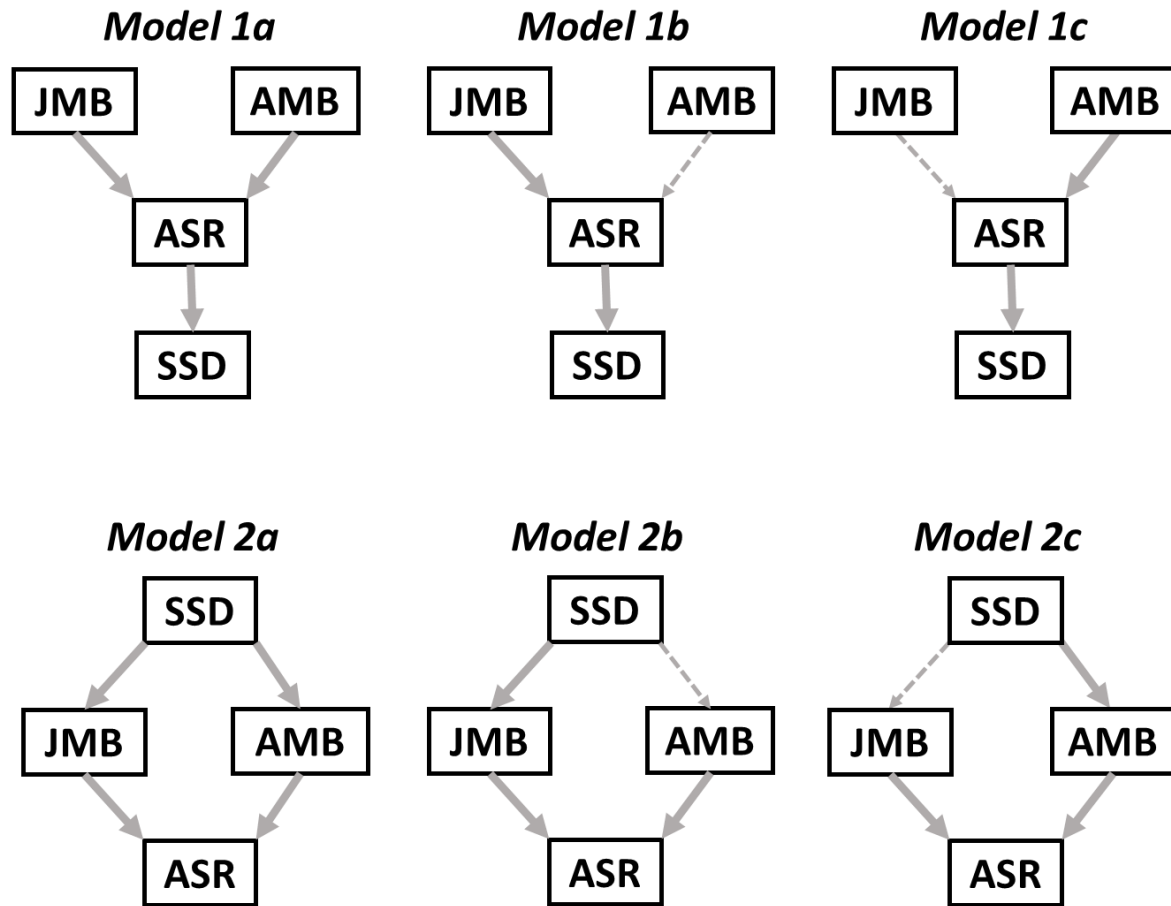 Model 1a Model 1b Model 1c
JMB AMB JMB AMB JMB AMB
ASR ASR ASR
SSD SSD SSD
Model 2a Model 2b Model 2c
SSD SSD SSD
JMB AMB JMB AMB JMB AMB
ASR ASR ASR